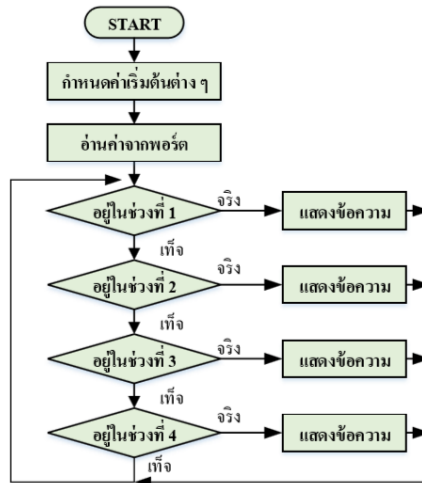 START
กำหนดค่าเริ่มต้นต่าง ๆ
อ่านค่าจากพอร์ต
อยู่ในช่วงที่ 1
จริง
แสดงข้อความ
เท็จ
อยู่ในช่วงที่ 2
จริง
แสดงข้อความ
เท็จ
อยู่ในช่วงที่ 3
จริง
แสดงข้อความ
เท็จ
อยู่ในช่วงที่ 4
จริง
แสดงข้อความ
เท็จ